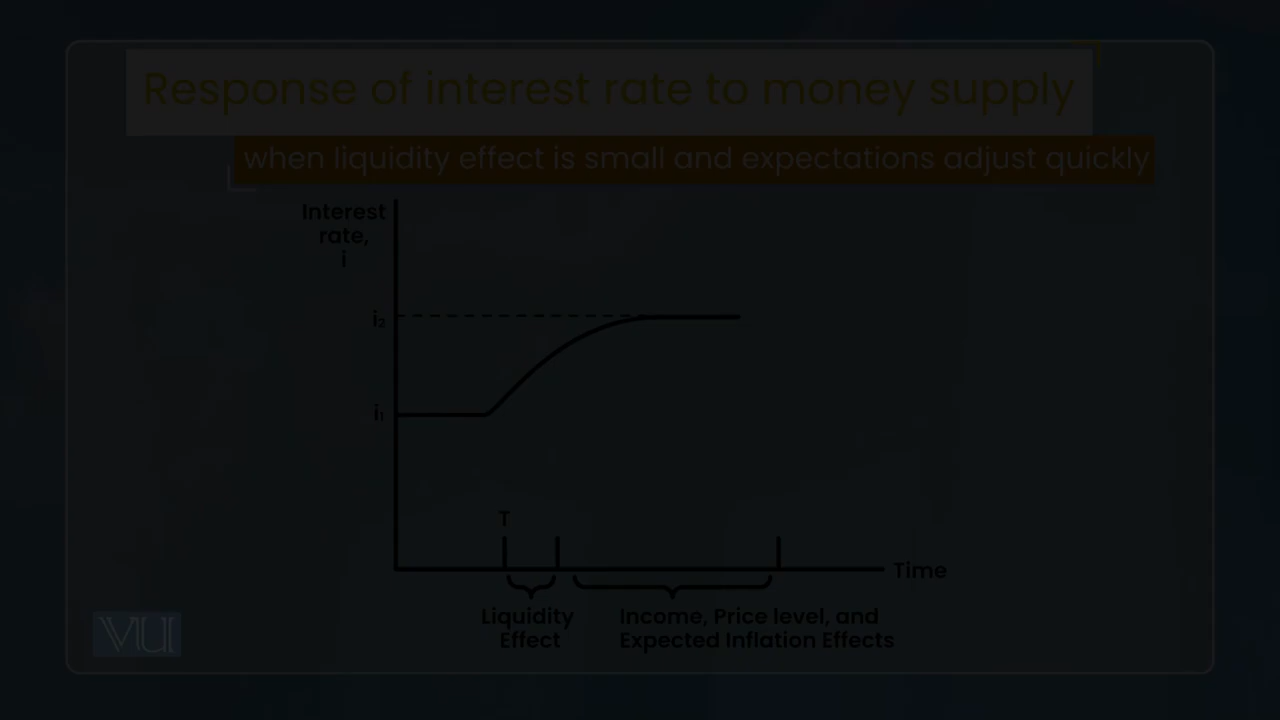 Response of interest rate to money supply
when liquidity effect is small and expectations adjust quickly
Interest
rate,
i
i₂
i₁
T
Time
Liquidity
Effect
Income, Price level, and
Expected Inflation Effects
VU